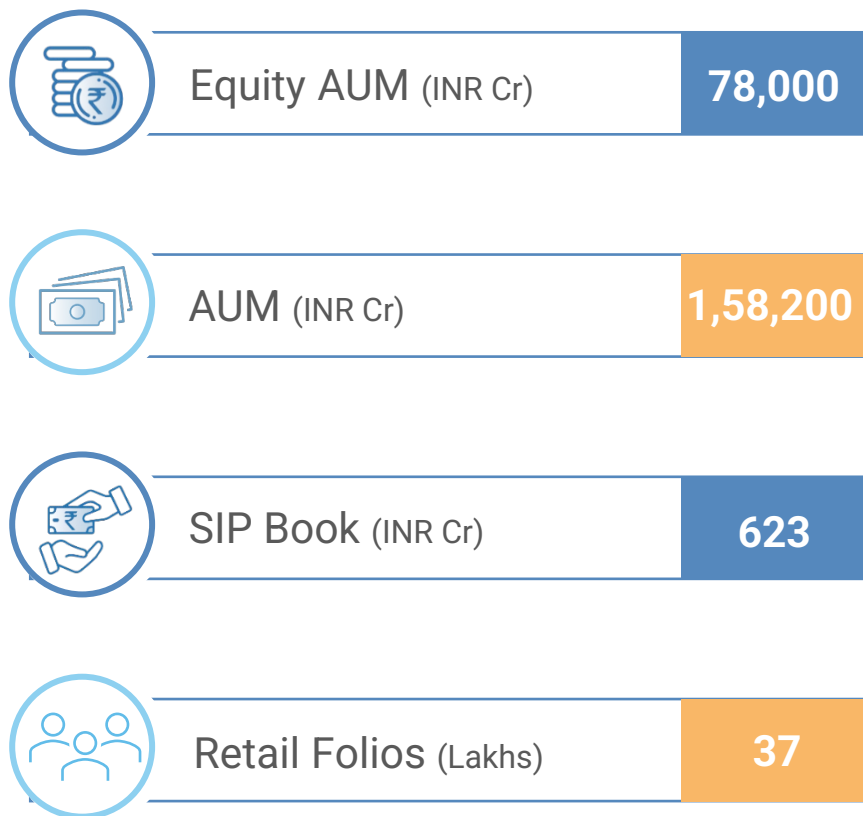 Equity AUM (INR Cr) 78,000
AUM (INR Cr) 1,58,200
SIP Book (INR Cr) 623
Retail Folios (Lakhs) 37